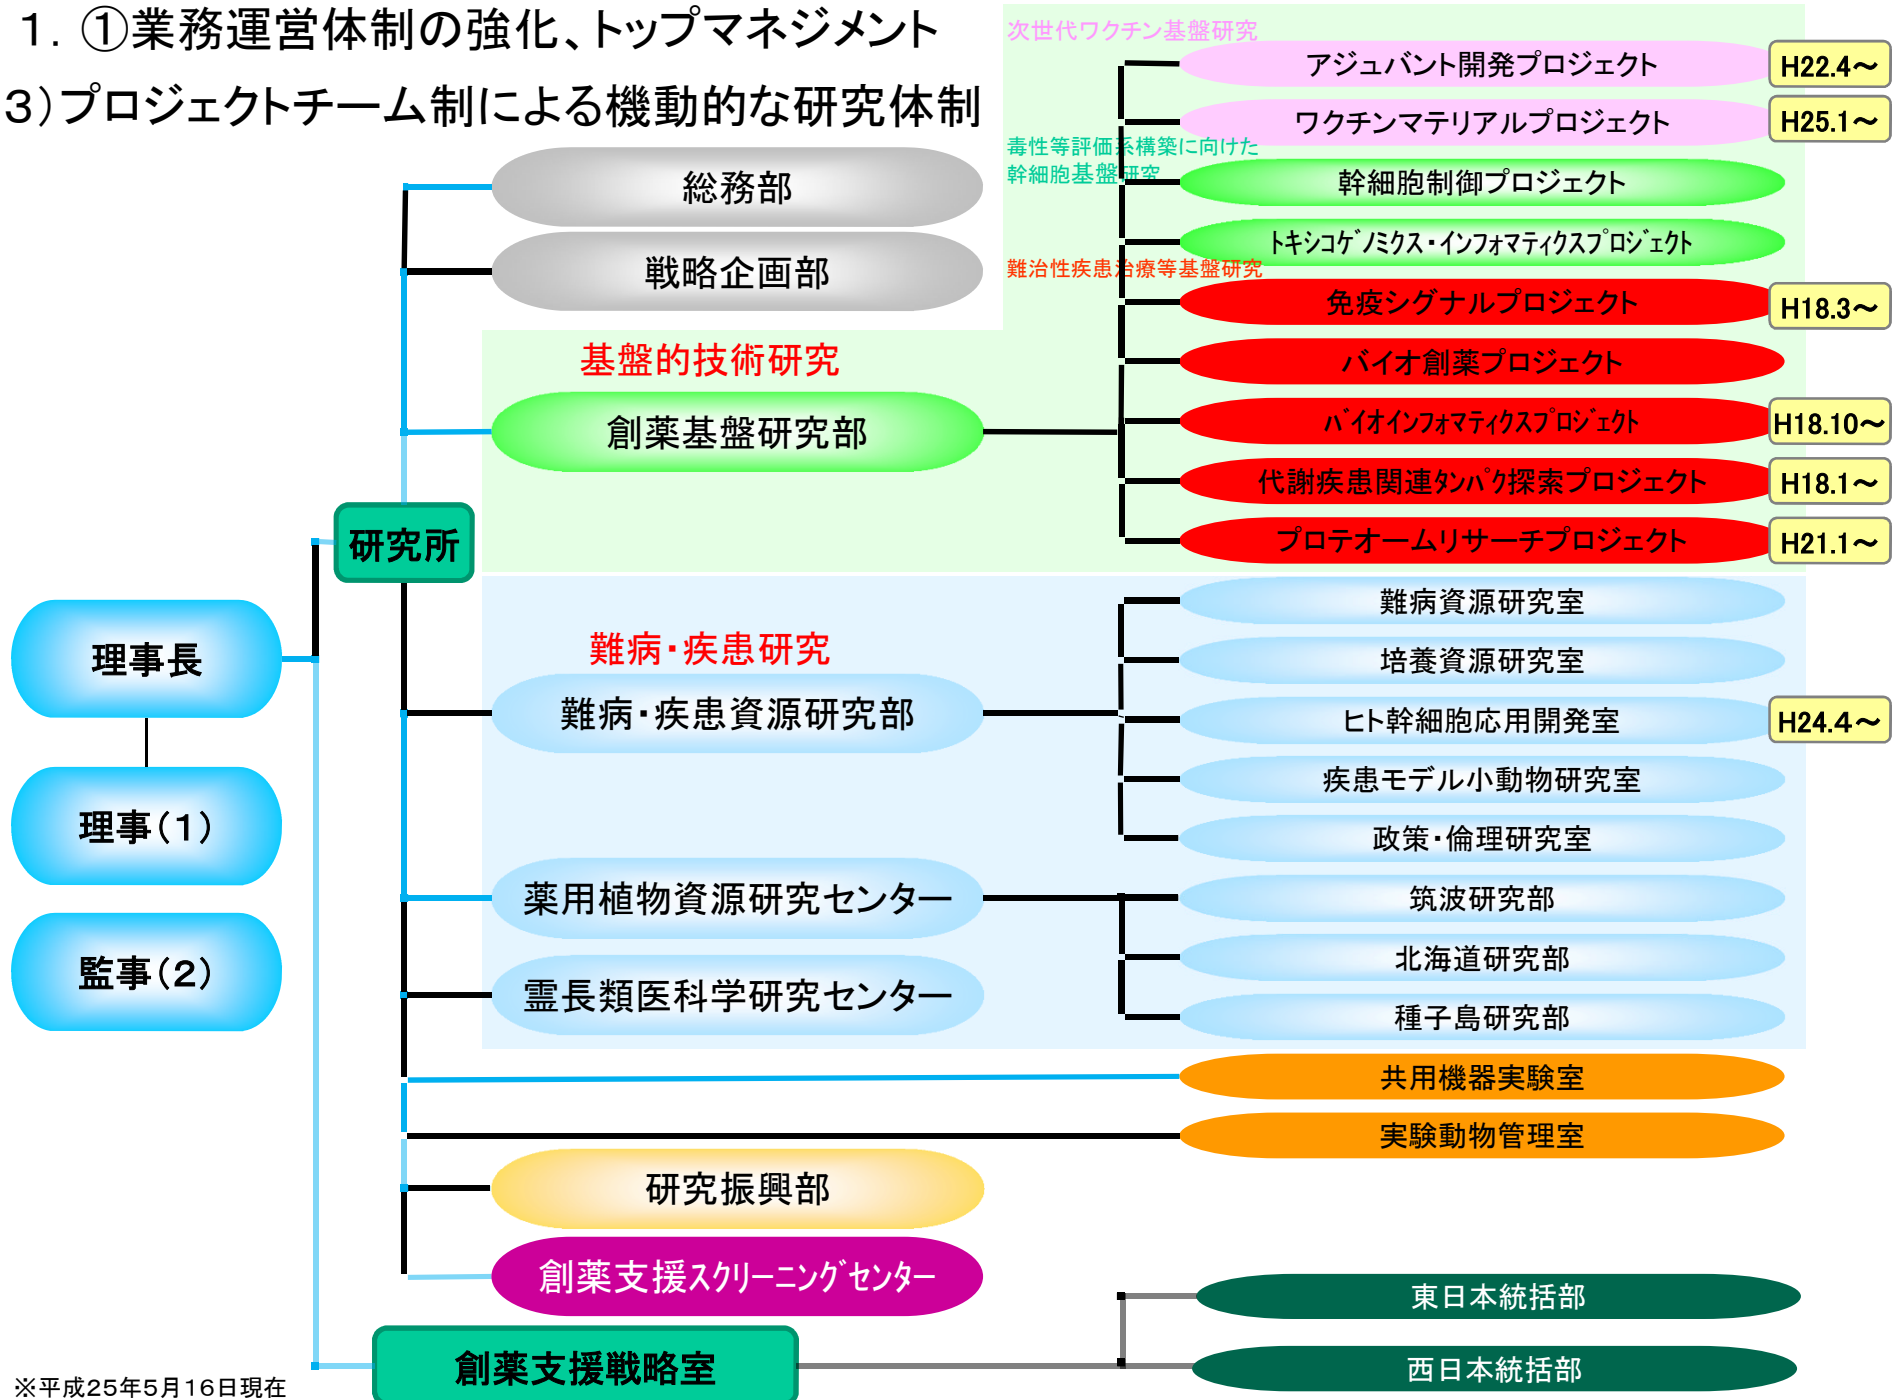 １．①業務運営体制の強化、トップマネジメント
３）プロジェクトチーム制による機動的な研究体制
次世代ワクチン基盤研究
アジュバント開発プロジェクト
H22.4～
ワクチンマテリアルプロジェクト
H25.1～
毒性等評価系構築に向けた
幹細胞基盤研究
幹細胞制御プロジェクト
ﾄｷｼｺｹﾞﾉﾐｸｽ・ｲﾝﾌｫﾏﾃｨｸｽﾌﾟﾛｼﾞｪｸﾄ
難治性疾患治療等基盤研究
免疫シグナルプロジェクト
H18.3～
バイオ創薬プロジェクト
ﾊﾞｲｵｲﾝﾌｫﾏﾃｨｸｽﾌﾟﾛｼﾞｪｸﾄ
H18.10～
代謝疾患関連ﾀﾝﾊﾟｸ探索プロジェクト
H18.1～
プロテオームリサーチプロジェクト
H21.1～
総務部
戦略企画部
基盤的技術研究
創薬基盤研究部
研究所
理事長
理事（１）
監事（２）
難病・疾患研究
難病・疾患資源研究部
難病資源研究室
培養資源研究室
ヒト幹細胞応用開発室
H24.4～
疾患モデル小動物研究室
政策・倫理研究室
薬用植物資源研究センター
筑波研究部
北海道研究部
種子島研究部
霊長類医科学研究センター
共用機器実験室
実験動物管理室
研究振興部
創薬支援ｽｸﾘｰﾆﾝｸﾞｾﾝﾀｰ
創薬支援戦略室
東日本統括部
西日本統括部
※平成２５年５月１６日現在